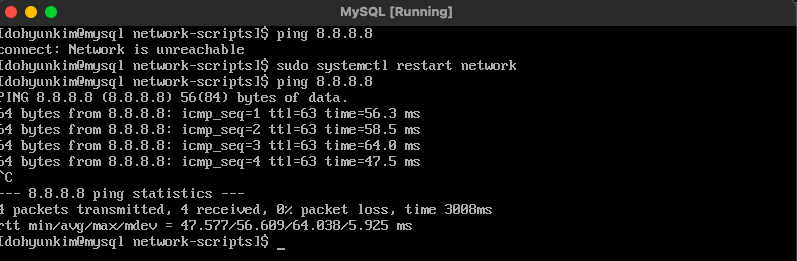 MySQL [Running]
[dohyunkim@mysql network-scripts]$ ping 8.8.8.8
connect: Network is unreachable
[dohyunkim@mysql network-scripts]$ sudo systemctl restart network
[dohyunkim@mysql network-scripts]$ ping 8.8.8.8
PING 8.8.8.8 (8.8.8.8) 56(84) bytes of data.
64 bytes from 8.8.8.8: icmp_seq=1 ttl=63 time=56.3 ms
64 bytes from 8.8.8.8: icmp_seq=2 ttl=63 time=58.5 ms
64 bytes from 8.8.8.8: icmp_seq=3 ttl=63 time=64.0 ms
64 bytes from 8.8.8.8: icmp_seq=4 ttl=63 time=47.5 ms
^C
--- 8.8.8.8 ping statistics ---
4 packets transmitted, 4 received, 0% packet loss, time 3008ms
rtt min/avg/max/mdev = 47.577/56.609/64.038/5.925 ms
[dohyunkim@mysql network-scripts]$ _